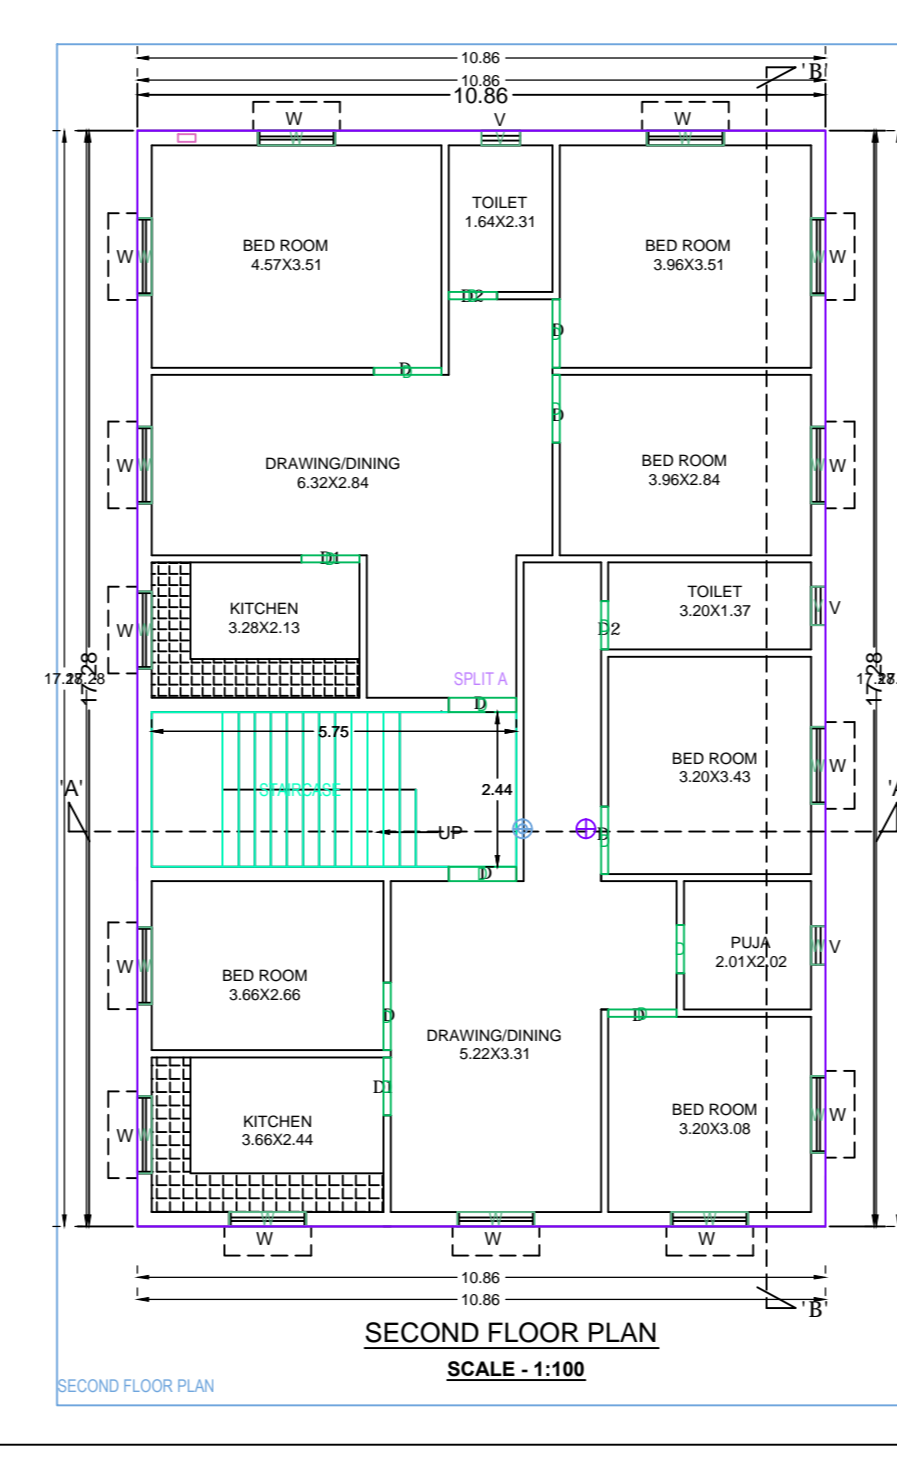 10.86
10.86
10.86
'B'
W
V
W
W
W
TOILET
1.64X2.31
BED ROOM
4.57X3.51
BED ROOM
3.96X3.51
W
W
W
W
D2
D
D
D
DRAWING/DINING
6.32X2.84
BED ROOM
3.96X2.84
W
W
W
W
D1
KITCHEN
3.28X2.13
TOILET
3.20X1.37
W
W
V
V
D2
17.28
17.28
17.28
17.28
SPLIT A
D
5.75
BED ROOM
3.20X3.43
W
W
STAIRCASE
2.44
'A'
UP
D
D
PUJA
2.01X2.02
V
V
D
BED ROOM
3.66X2.66
W
W
D
D
DRAWING/DINING
5.22X3.31
D1
KITCHEN
3.66X2.44
BED ROOM
3.20X3.08
W
W
W
W
W
W
W
W
W
W
10.86
10.86
'B'
SECOND FLOOR PLAN
SCALE - 1:100
SECOND FLOOR PLAN